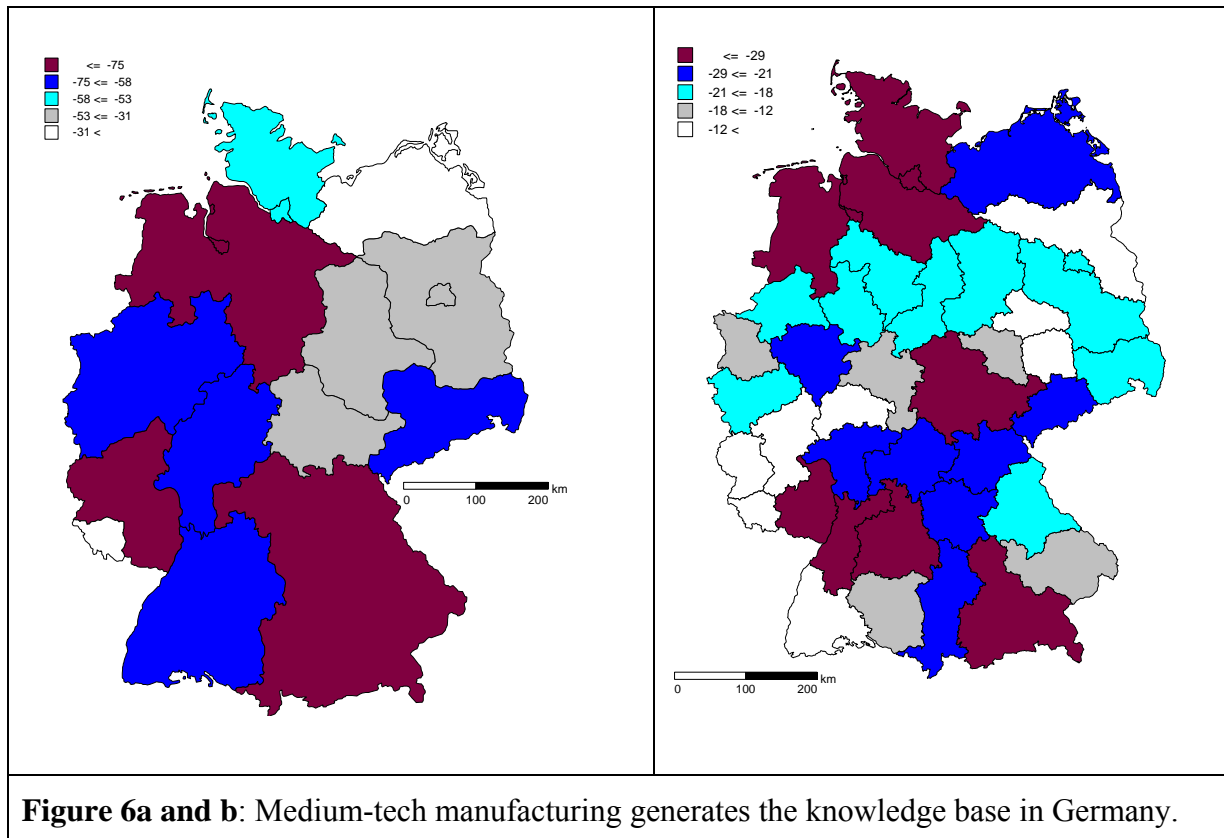 <= -75
-75 <= -58
-58 <= -53
-53 <= -31
-31 <
km
0 100 200
<= -29
-29 <= -21
-21 <= -18
-18 <= -12
-12 <
km
0 100 200
Figure 6a and b: Medium-tech manufacturing generates the knowledge base in Germany.